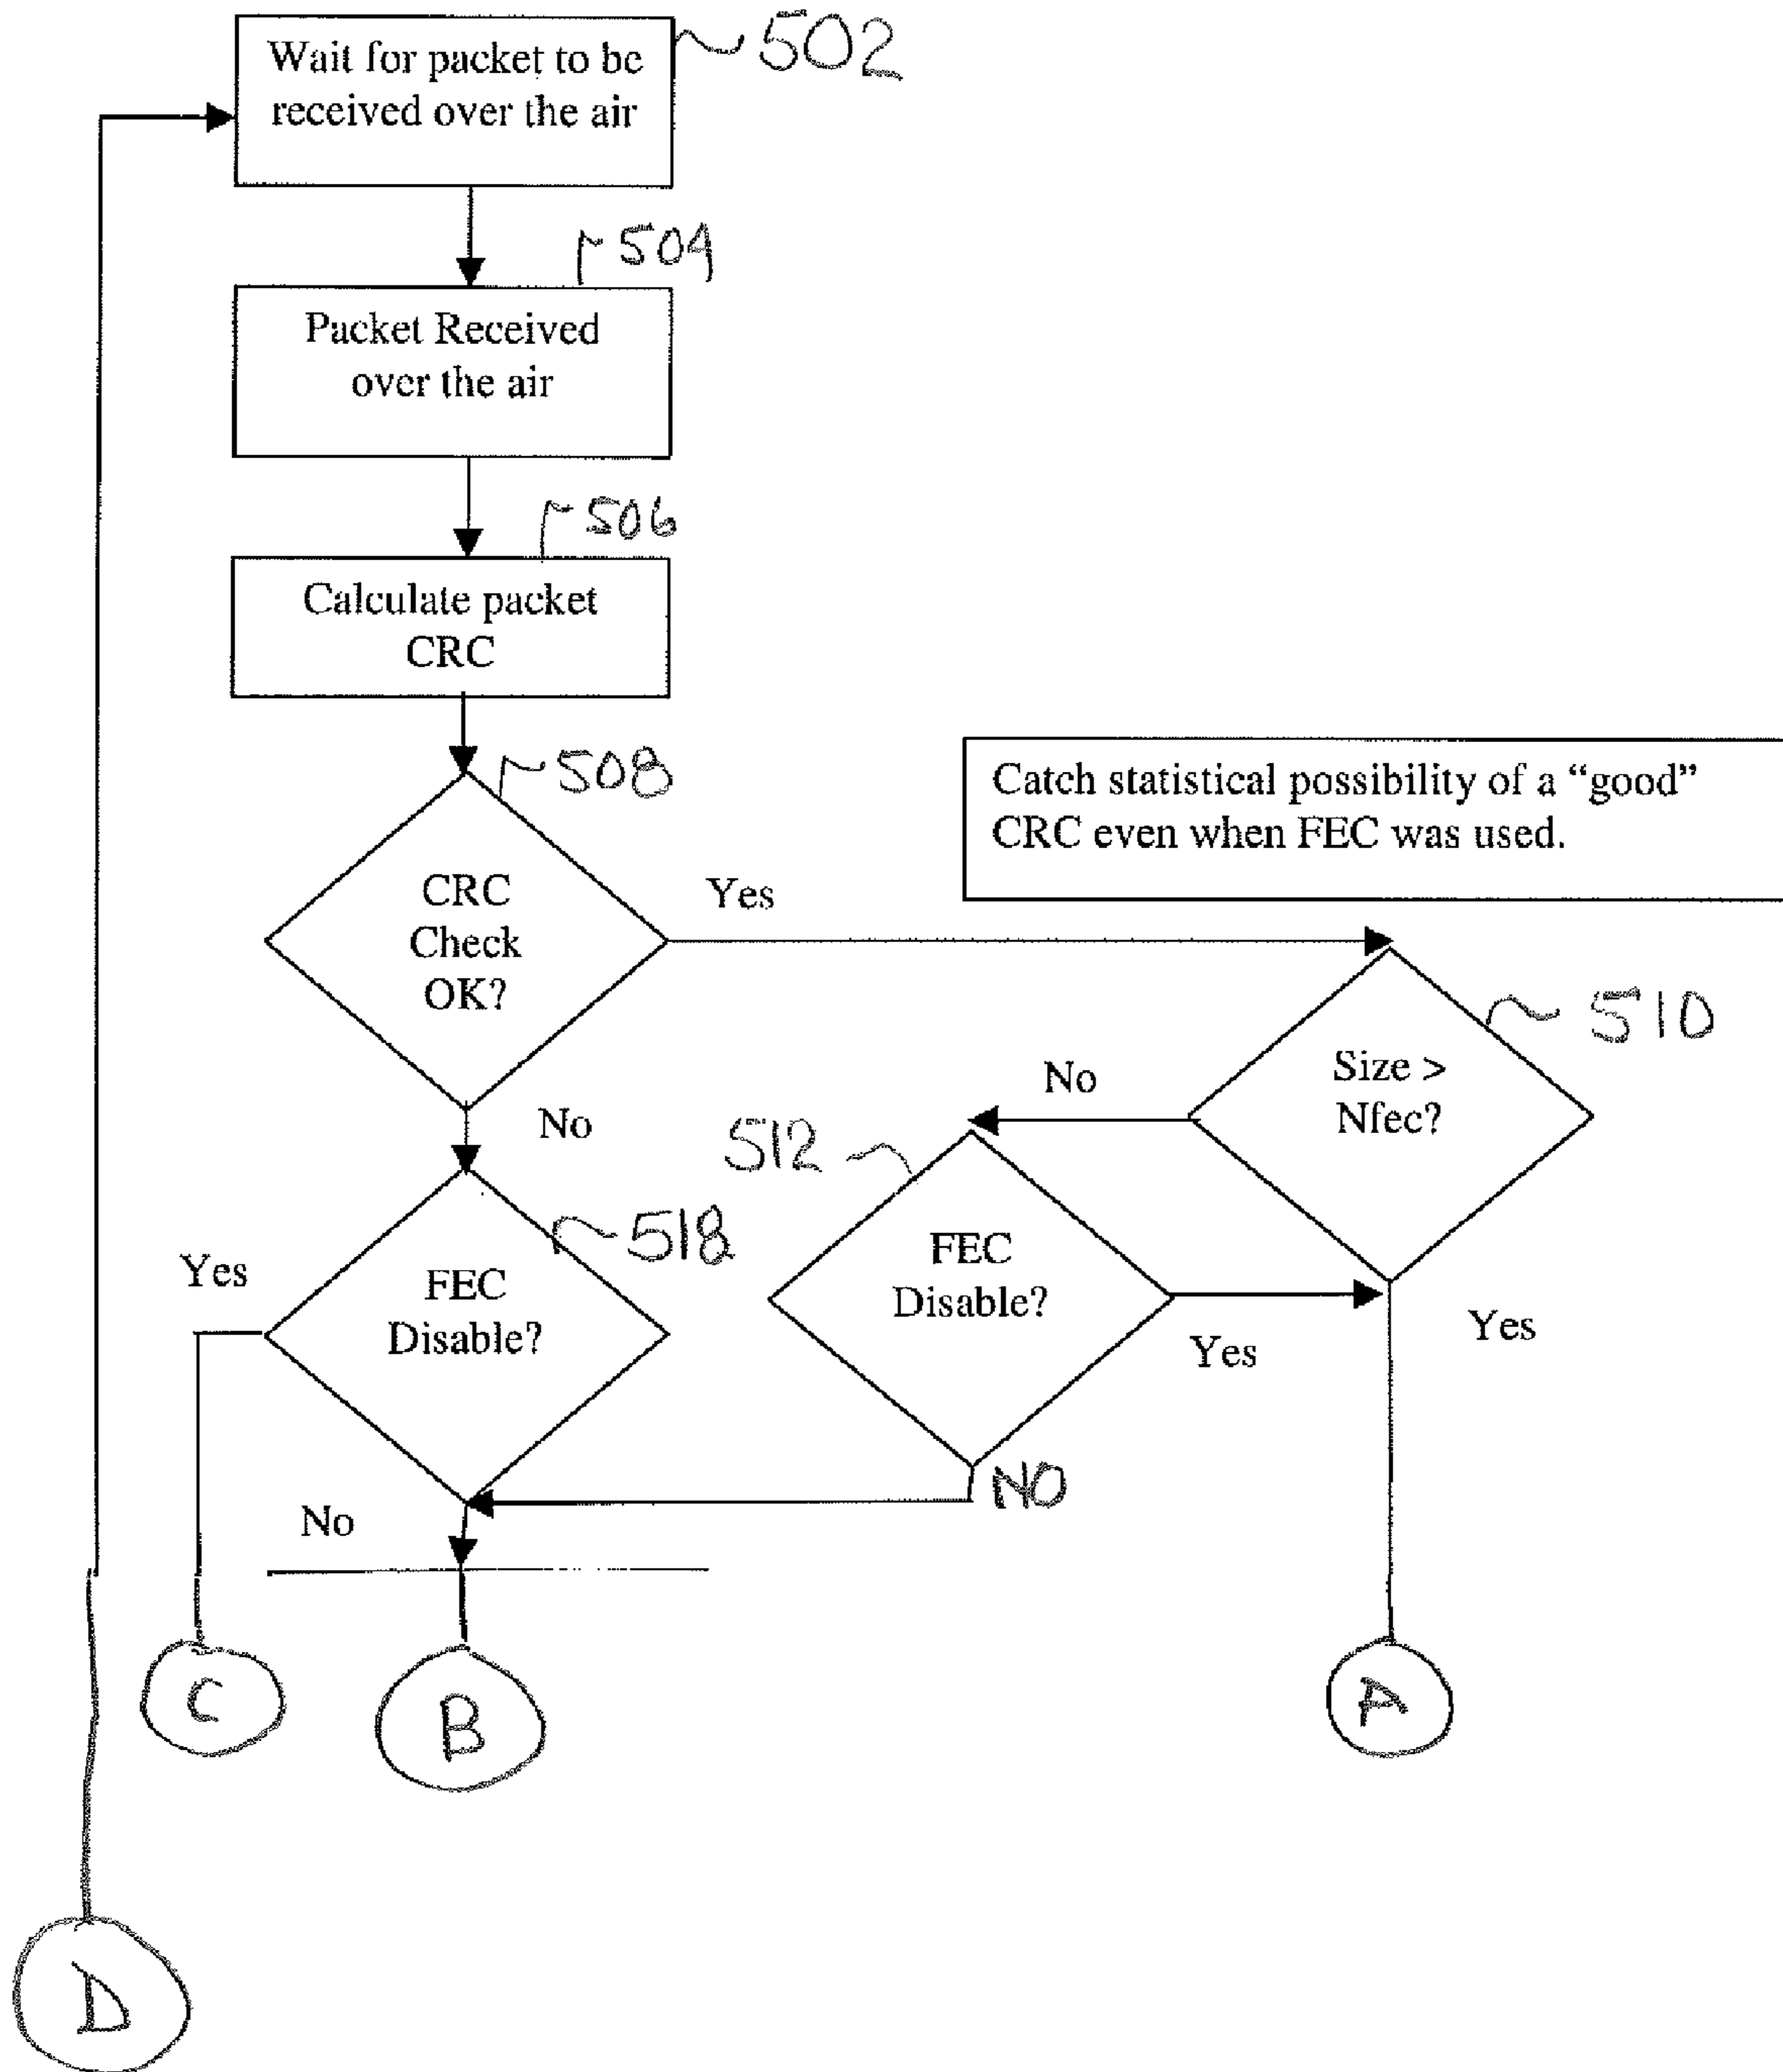 Wait for packet to be
received over the air
502
504
Packet Received
over the air
506
Calculate packet
CRC
508
Catch statistical possibility of a “good”
CRC even when FEC was used.
CRC
Check
OK?
Yes
510
Size >
Nfec?
No
No
512
518
FEC
Disable?
Yes
FEC
Disable?
Yes
Yes
NO
No
C
B
A
D